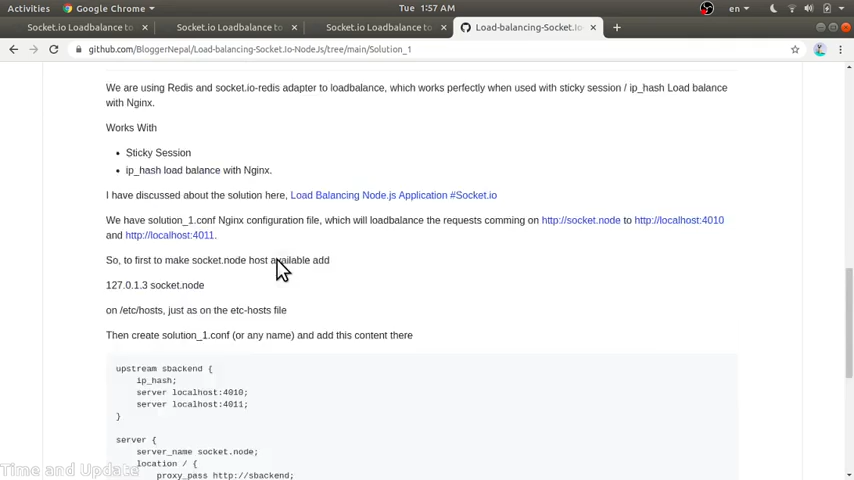 Activities Google Chrome Tue 1:57 AM en
Socket.io Loadbalance to Socket.io Loadbalance to Socket.io Loadbalance to Load-balancing-Socket.Io-
github.com/BloggerNepal/Load-balancing-Socket.Io-NodeJs/tree/main/Solution_1
We are using Redis and socket.io-redis adapter to loadbalance, which works perfectly when used with sticky session / ip_hash Load balance
with Nginx.
Works With
• Sticky Session
• ip_hash load balance with Nginx.
I have discussed about the solution here, Load Balancing Node.js Application #Socket.io
We have solution_1.conf Nginx configuration file, which will loadbalance the requests comming on http://socket.node to http://localhost:4010
and http://localhost:4011.
So, to first to make socket.node host available add
127.0.1.3 socket.node
on /etc/hosts, just as on the etc-hosts file
Then create solution_1.conf (or any name) and add this content there
upstream sbackend {
ip_hash;
server localhost:4010;
server localhost:4011;
}
server {
server_name socket.node;
location / {
proxy_pass http://sbackend;
Time and Update